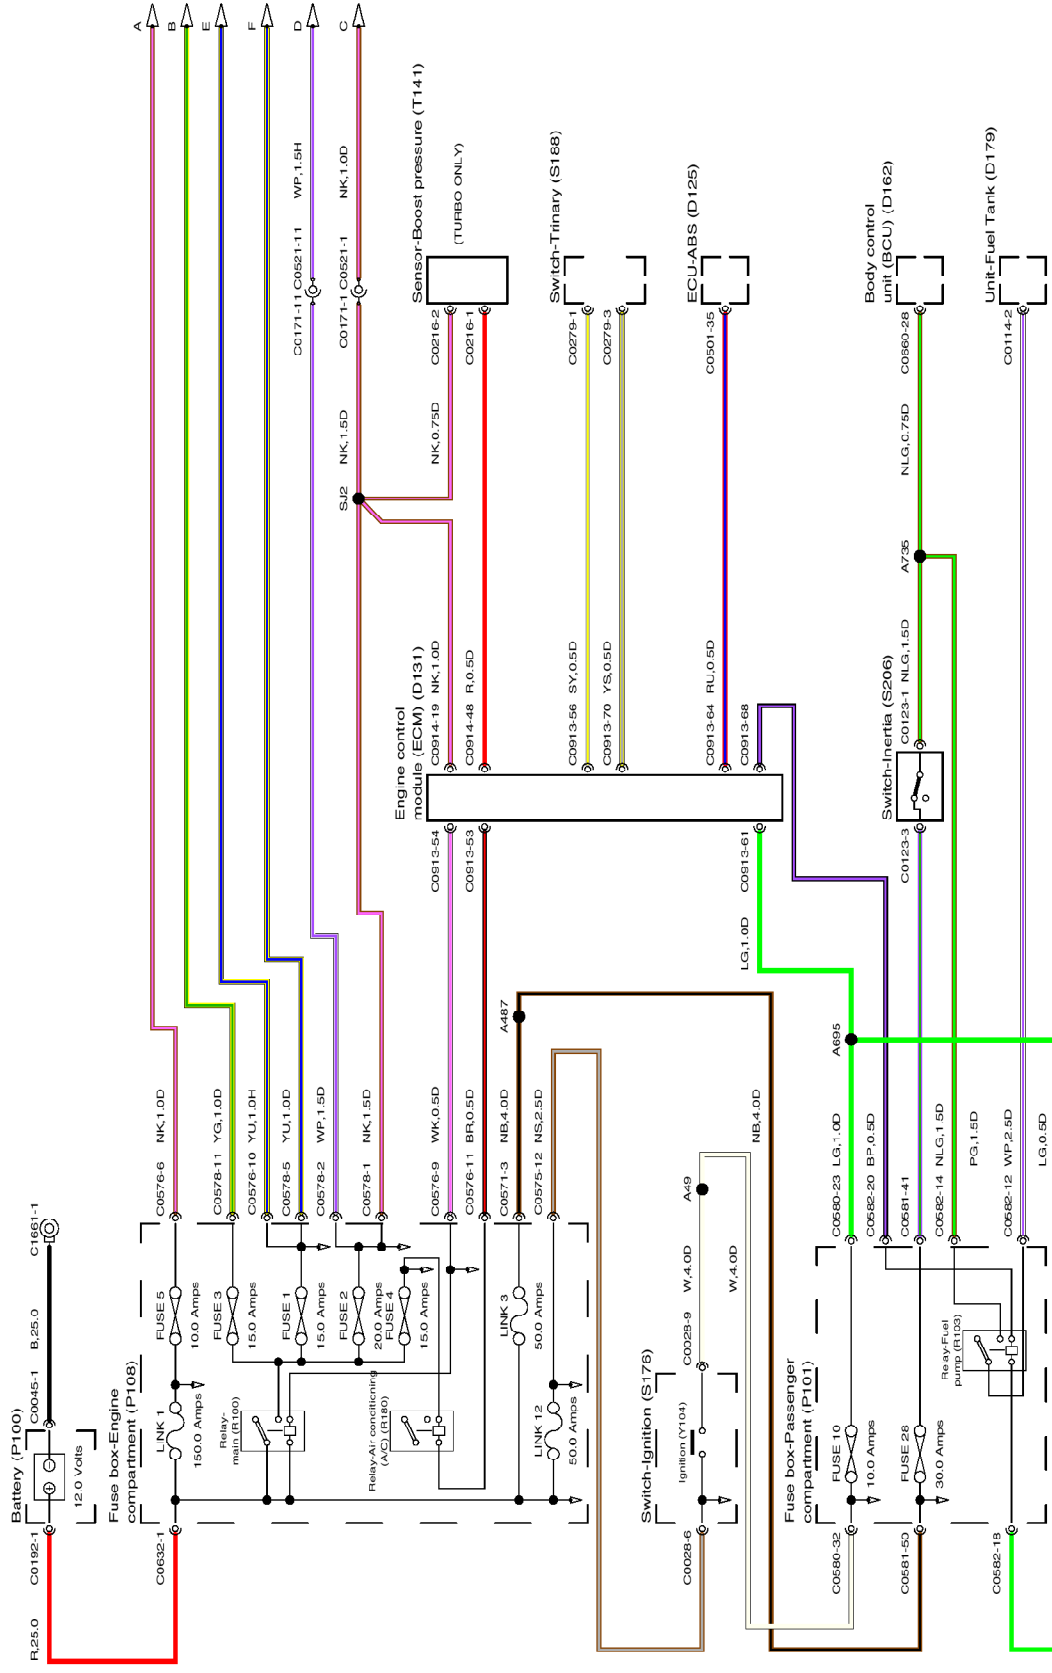 A
B
E
F
D
C
WP,1.5H
NK,1.0D
C0171-11 C0521-11
C0171-1 C0521-1
SJ2
NK,1.5D
Sensor-Boost pressure (T141)
(TURBO ONLY)
C0216-2
C0216-1
NK,0.75D
Switch-Trinary (S188)
C0279-1
C0279-3
ECU-ABS (D125)
C0501-35
Body control
unit (BCU) (D162)
C0660-28
NLG,0.75D
A735
Unit-Fuel Tank (D179)
C0114-2
Engine control
module (ECM) (D131)
C0914-19 NK,1.0D
C0914-48 R,0.5D
C0913-56 SY,0.5D
C0913-70 YS,0.5D
C0913-64 RU,0.5D
C0913-68
C0913-54
C0913-53
C0913-61
LG,1.0D
Switch-Inertia (S206)
C0123-1 NLG,1.5D
C0123-3
A487
A695
Battery (P100)
12.0 Volts
C0192-1
C0045-1
B,25.0
C1661-1
R,25.0
Fuse box-Engine
compartment (P108)
C0632-1
LINK 1
150.0 Amps
FUSE 5
10.0 Amps
FUSE 3
15.0 Amps
FUSE 1
15.0 Amps
FUSE 2
20.0 Amps
FUSE 4
15.0 Amps
LINK 3
50.0 Amps
LINK 12
50.0 Amps
Relay-
main (R100)
Relay-Air conditioning
(A/C) (R180)
C0576-6 NK,1.0D
C0578-11 YG,1.0D
C0576-10 YU,1.0H
C0578-5 YU,1.0D
C0578-2 WP,1.5D
C0578-1 NK,1.5D
C0576-9 WK,0.5D
C0576-11 BR,0.5D
C0571-3 NB,4.0D
C0575-12 NS,2.5D
Switch-Ignition (S176)
Ignition (Y104)
C0028-6
C0028-9
W,4.0D
W,4.0D
A49
NB,4.0D
Fuse box-Passenger
compartment (P101)
FUSE 10
10.0 Amps
FUSE 28
30.0 Amps
Relay-Fuel
pump (R103)
C0580-32
C0581-50
C0582-18
C0580-23 LG,1.0D
C0582-20 BP,0.5D
C0581-41
C0582-14 NLG,1.5D
PG,1.5D
C0582-12 WP,2.5D
LG,0.5D